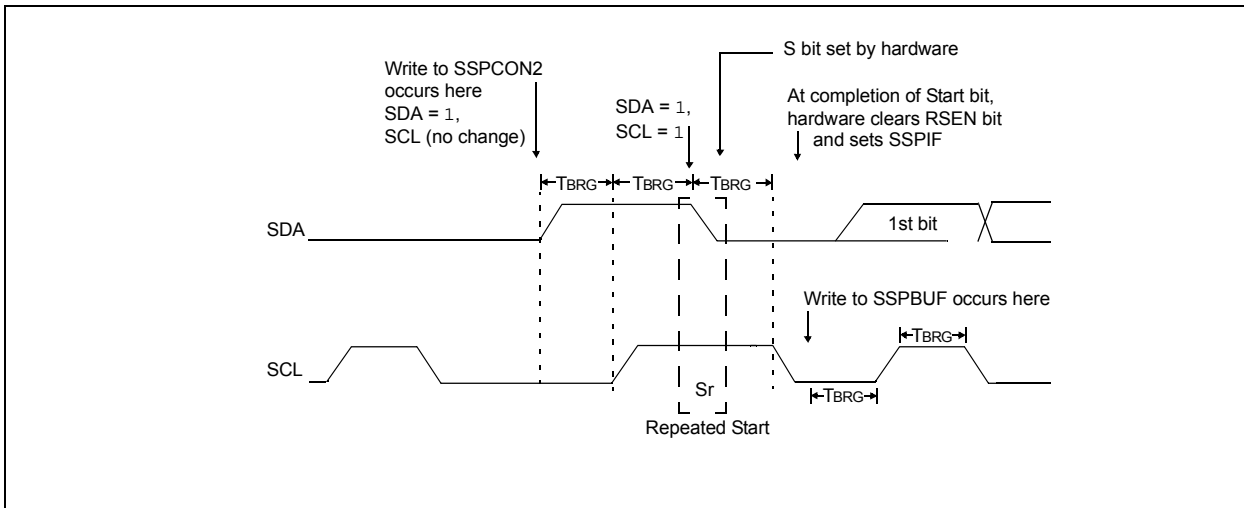 S bit set by hardware
Write to SSPCON2
occurs here
SDA = 1,
SCL (no change)
SDA = 1,
SCL = 1
At completion of Start bit,
hardware clears RSEN bit
and sets SSPIF
TBRG TBRG TBRG
SDA
1st bit
Write to SSPBUF occurs here
TBRG
SCL
Sr
TBRG
Repeated Start